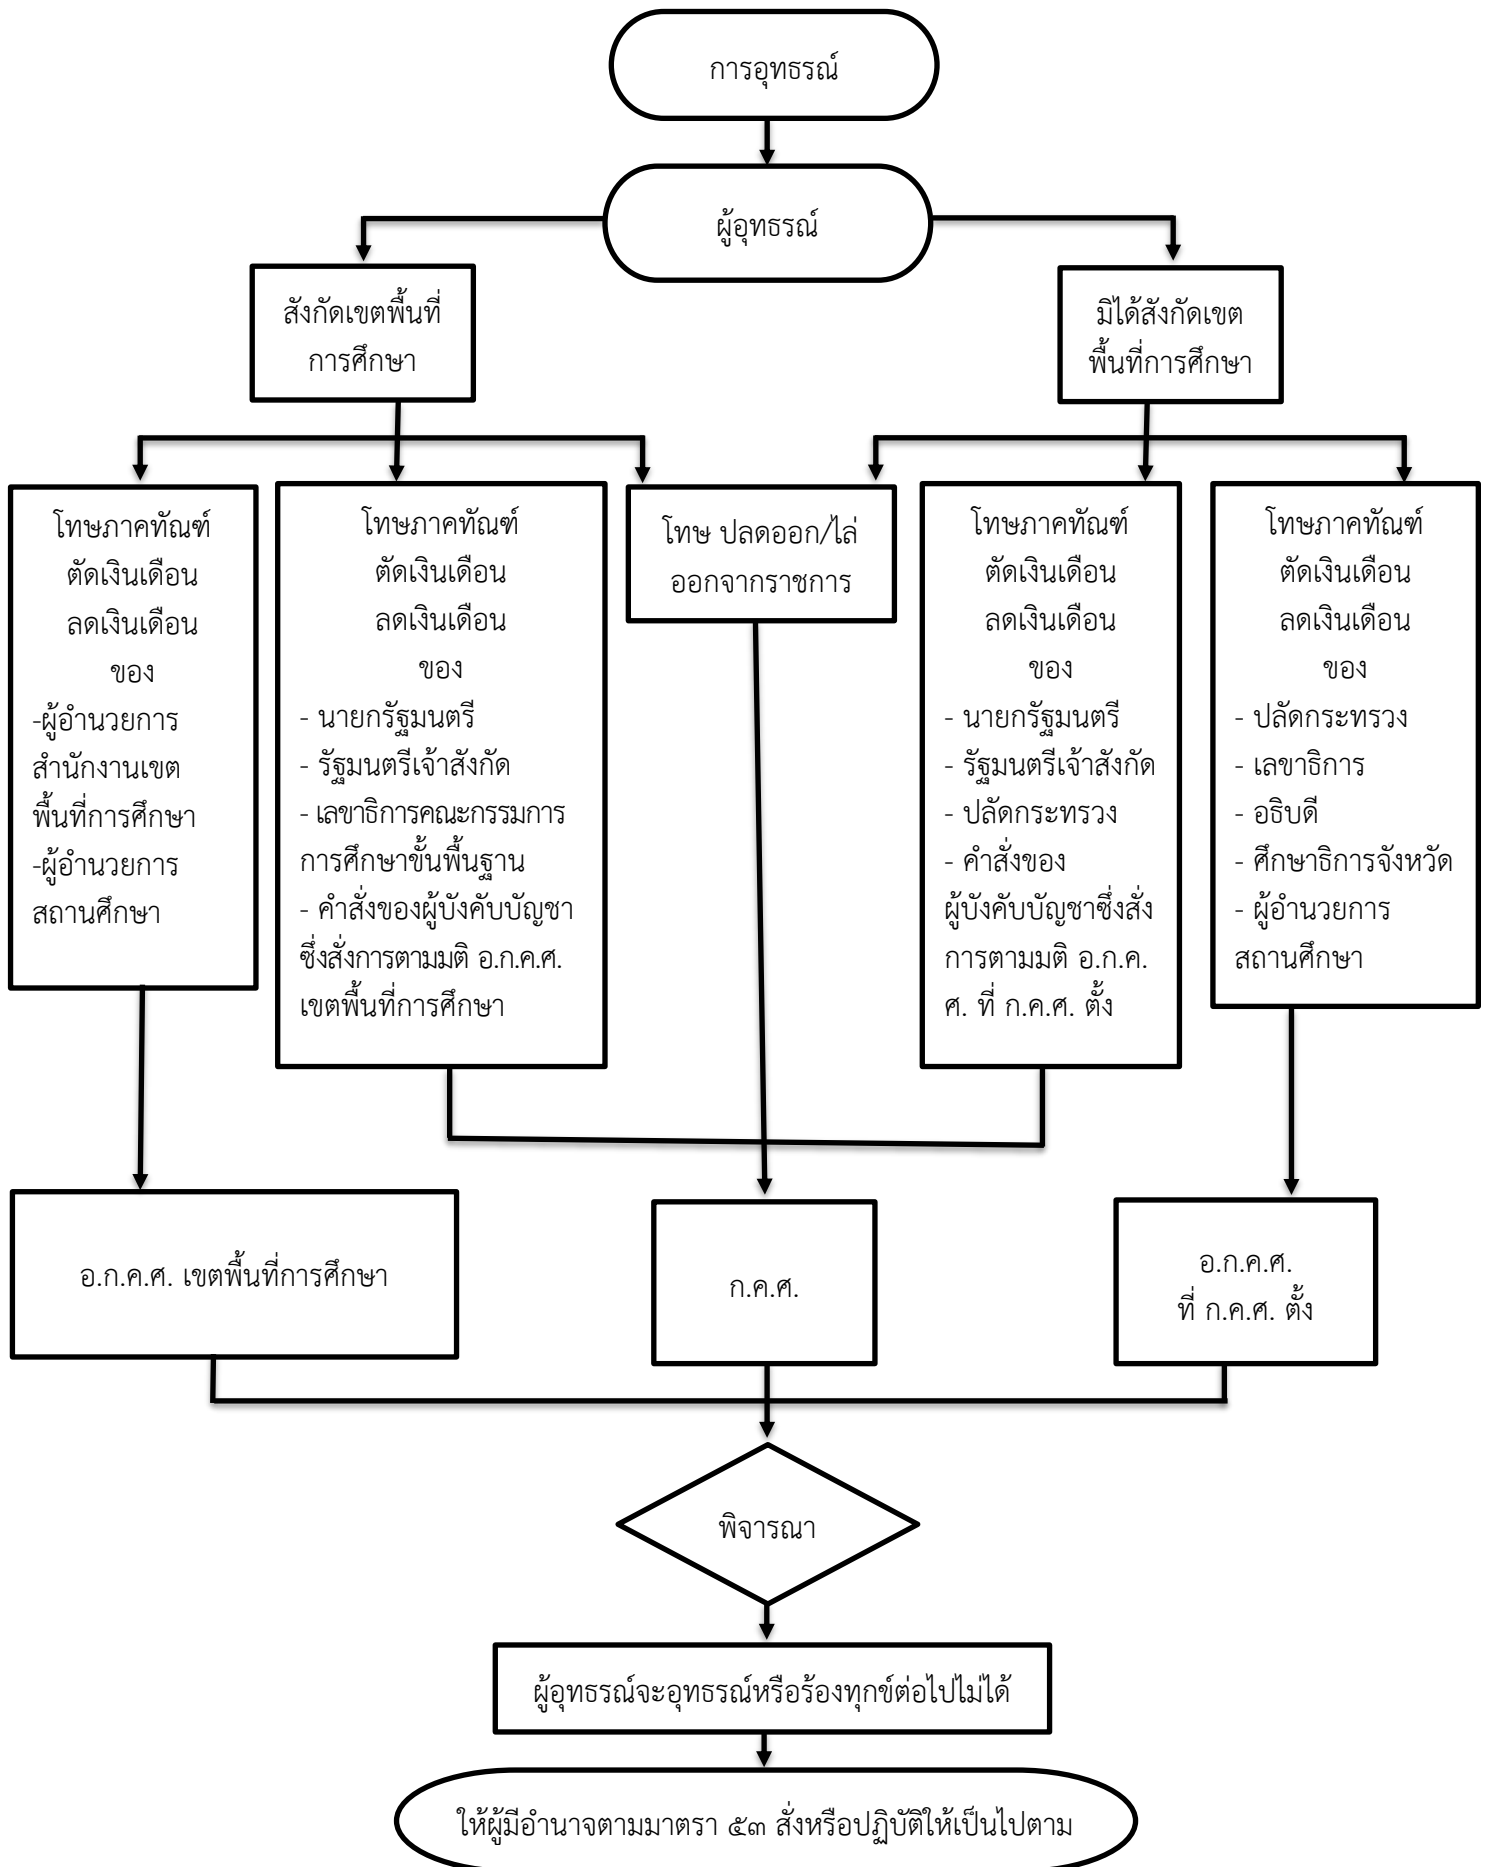 การอุทธรณ์
ผู้อุทธรณ์
สังกัดเขตพื้นที่
การศึกษา
มิได้สังกัดเขต
พื้นที่การศึกษา
โทษภาคทัณฑ์
ตัดเงินเดือน
ลดเงินเดือน
ของ
-ผู้อำนวยการ
สำนักงานเขต
พื้นที่การศึกษา
-ผู้อำนวยการ
สถานศึกษา
โทษภาคทัณฑ์
ตัดเงินเดือน
ลดเงินเดือน
ของ
- นายกรัฐมนตรี
- รัฐมนตรีเจ้าสังกัด
- เลขาธิการคณะกรรมการ
การศึกษาขั้นพื้นฐาน
- คำสั่งของผู้บังคับบัญชา
ซึ่งสั่งการตามมติ อ.ก.ค.ศ.
เขตพื้นที่การศึกษา
โทษ ปลดออก/ไล่
ออกจากราชการ
โทษภาคทัณฑ์
ตัดเงินเดือน
ลดเงินเดือน
ของ
- นายกรัฐมนตรี
- รัฐมนตรีเจ้าสังกัด
- ปลัดกระทรวง
- คำสั่งของ
ผู้บังคับบัญชาซึ่งสั่ง
การตามมติ อ.ก.ค.
ศ. ที่ ก.ค.ศ. ตั้ง
โทษภาคทัณฑ์
ตัดเงินเดือน
ลดเงินเดือน
ของ
- ปลัดกระทรวง
- เลขาธิการ
- อธิบดี
- ศึกษาธิการจังหวัด
- ผู้อำนวยการ
สถานศึกษา
อ.ก.ค.ศ. เขตพื้นที่การศึกษา
ก.ค.ศ.
อ.ก.ค.ศ.
ที่ ก.ค.ศ. ตั้ง
พิจารณา
ผู้อุทธรณ์จะอุทธรณ์หรือร้องทุกข์ต่อไปไม่ได้
ให้ผู้มีอำนาจตามมาตรา ๕๓ สั่งหรือปฏิบัติให้เป็นไปตาม